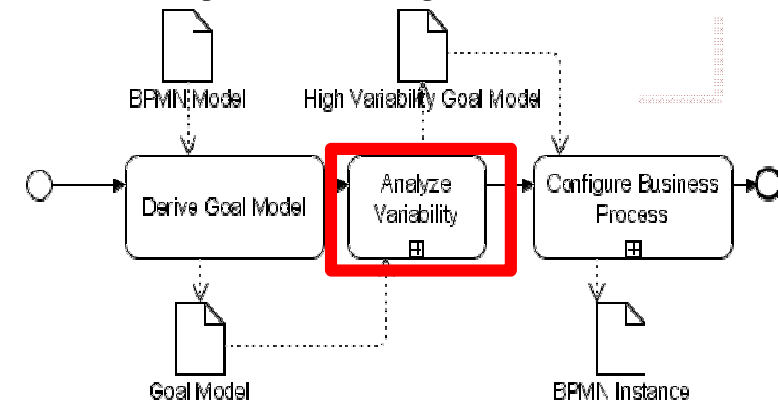 BPMN Model
High Variability Goal Model
Derive Goal Model
Analyze
Variability
Configure Business
Process
Goal Model
BPMN Instance